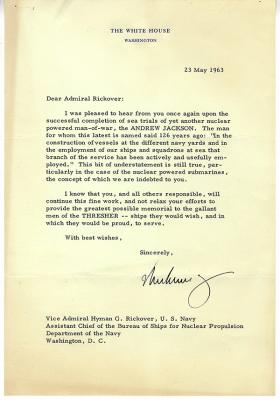 THE WHITE HOUSE
WASHINGTON
23 May 1963
Dear Admiral Rickover:
I was pleased to hear from you once again upon the
successful completion of sea trials of yet another nuclear
powered man-of-war, the ANDREW JACKSON. The man
for whom this latest is named said 126 years ago: "In the
construction of vessels at the different navy yards and in
the employment of our ships and squadrons at sea that
branch of the service has been actively and usefully em-
ployed." This bit of understatement is still true, par-
ticularly in the case of the nuclear powered submarines,
the concept of which we are indebted to you.
I know that you, and all others responsible, will
continue this fine work, and not relax your efforts to
provide the greatest possible memorial to the gallant
men of the THRESHER -- ships they would wish, and in
which they would be proud, to serve.
With best wishes,
Sincerely,
Vice Admiral Hyman G. Rickover, U. S. Navy
Assistant Chief of the Bureau of Ships for Nuclear Propulsion
Department of the Navy
Washington, D. C.